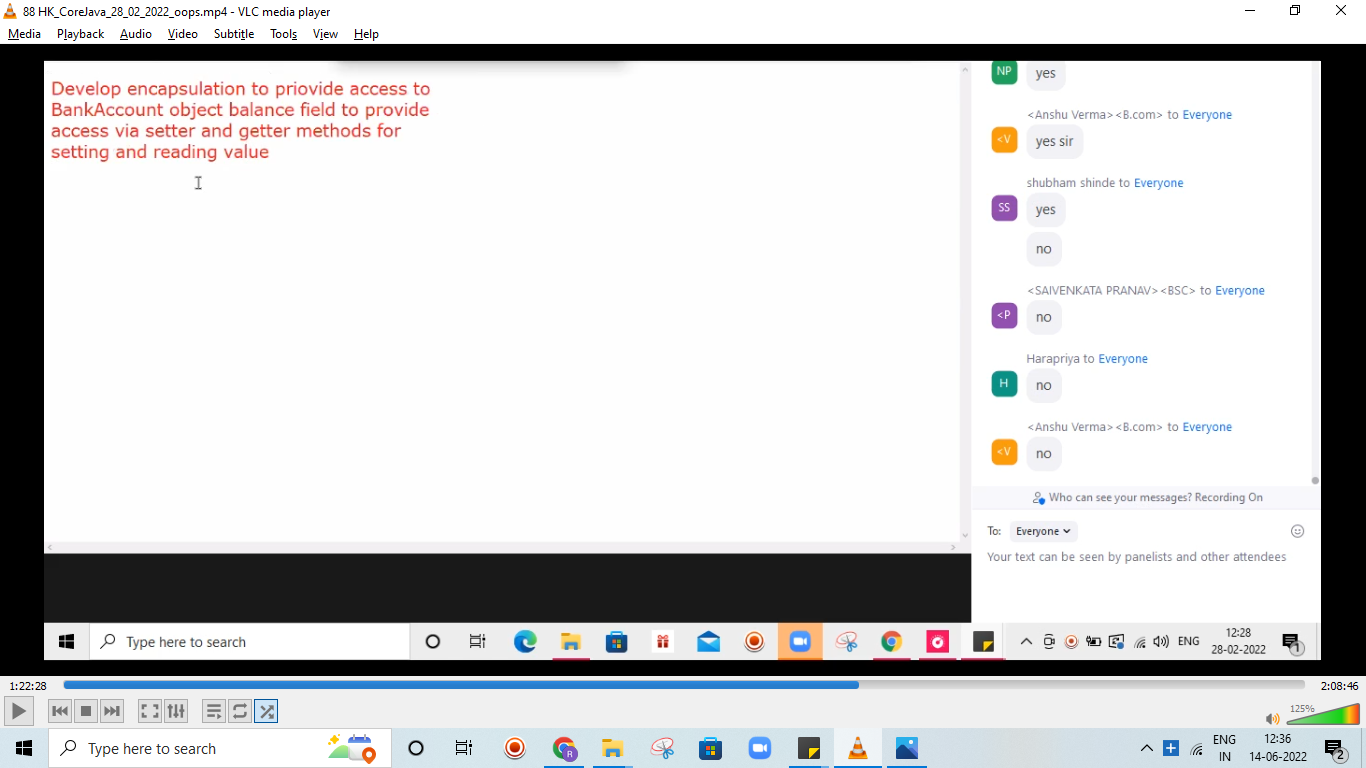 88 HK_CoreJava_28_02_2022_oops.mp4 - VLC media player
Media Playback Audio Video Subtitle Tools View Help
Develop encapsulation to priovide access to
BankAccount object balance field to provide
access via setter and getter methods for
setting and reading value
NP
yes
<Anshu Verma><B.com> to Everyone
<V
yes sir
shubham shinde to Everyone
SS
yes
no
<SAIVENKATA PRANAV><BSC> to Everyone
<P
no
Harapriya to Everyone
H
no
<Anshu Verma><B.com> to Everyone
<V
no
Who can see your messages? Recording On
To: Everyone
Your text can be seen by panelists and other attendees
Type here to search
ENG
12:28
28-02-2022
1
1:22:28
2:08:46
125%
Type here to search
ENG
IN
12:36
14-06-2022
2